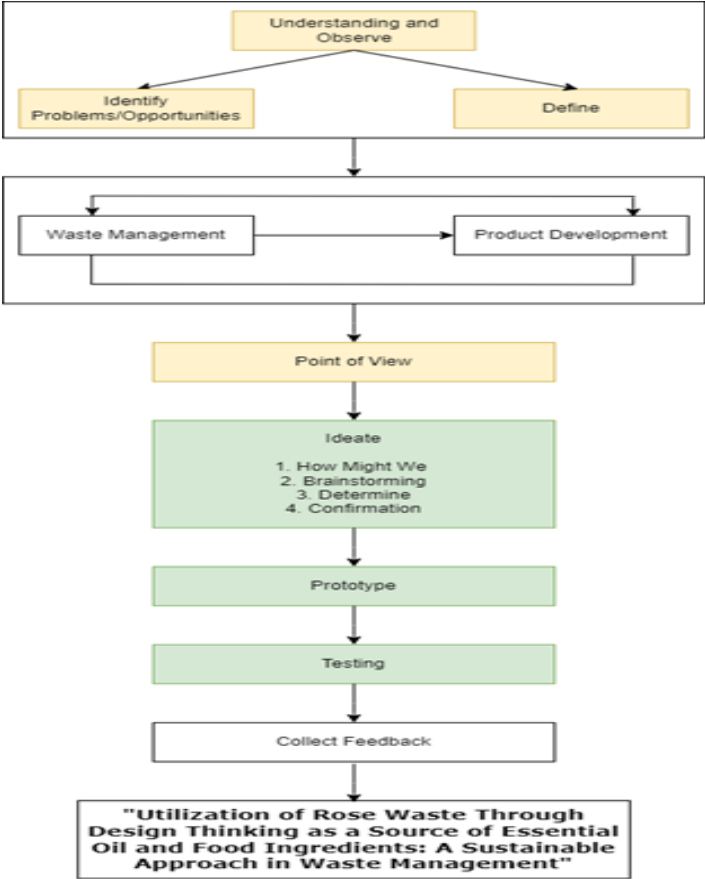 Understanding and
Observe
Identify
Problems/Opportunities
Define
Waste Management
Product Development
Point of View
Ideate
1. How Might We
2. Brainstorming
3. Determine
4. Confirmation
Prototype
Testing
Collect Feedback
"Utilization of Rose Waste Through
Design Thinking as a Source of Essential
Oil and Food Ingredients: A Sustainable
Approach in Waste Management"